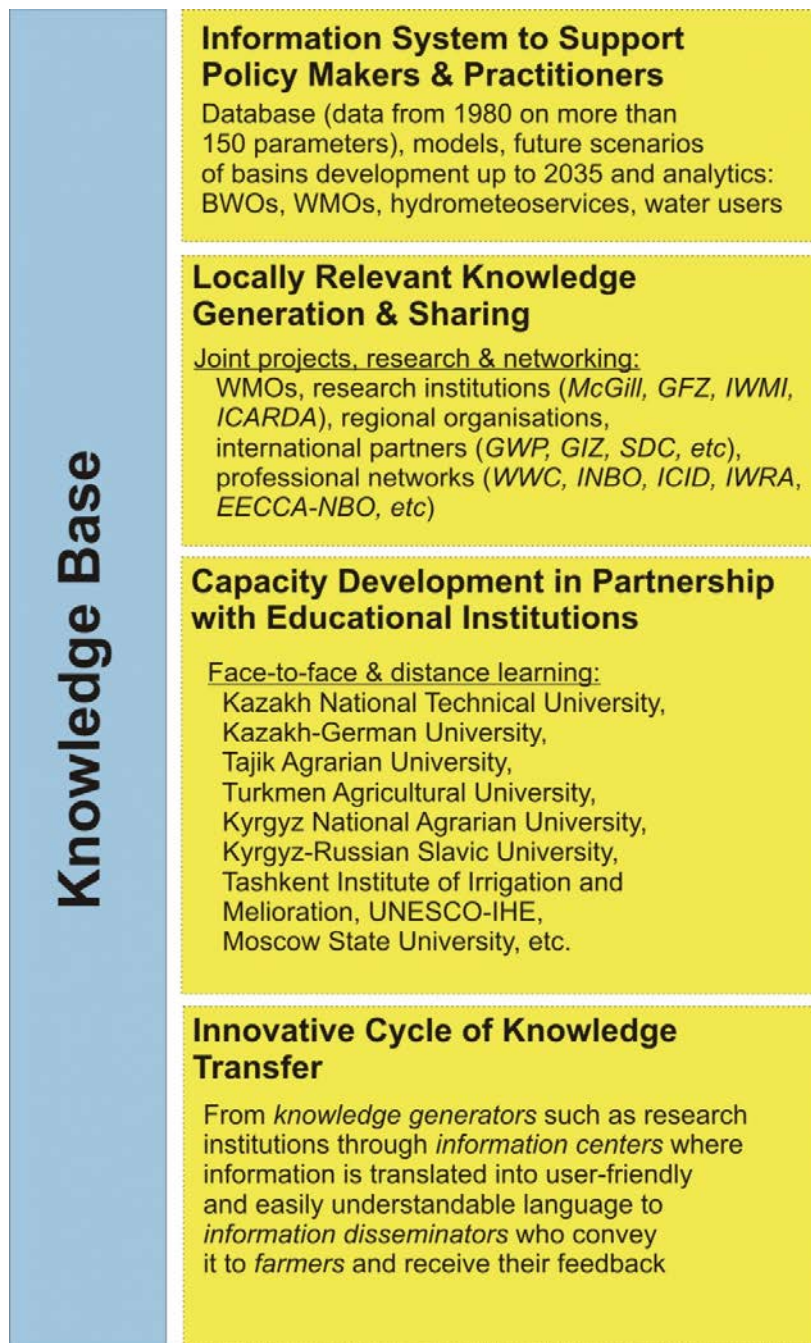 Knowledge Base
Information System to Support
Policy Makers & Practitioners
Database (data from 1980 on more than
150 parameters), models, future scenarios
of basins development up to 2035 and analytics:
BWOs, WMOs, hydrometeoservices, water users
Locally Relevant Knowledge
Generation & Sharing
Joint projects, research & networking:
WMOs, research institutions (McGill, GFZ, IWMI,
ICARDA), regional organisations,
international partners (GWP, GIZ, SDC, etc),
professional networks (WWC, INBO, ICID, IWRA,
EECCA-NBO, etc)
Capacity Development in Partnership
with Educational Institutions
Face-to-face & distance learning:
Kazakh National Technical University,
Kazakh-German University,
Tajik Agrarian University,
Turkmen Agricultural University,
Kyrgyz National Agrarian University,
Kyrgyz-Russian Slavic University,
Tashkent Institute of Irrigation and
Melioration, UNESCO-IHE,
Moscow State University, etc.
Innovative Cycle of Knowledge
Transfer
From knowledge generators such as research
institutions through information centers where
information is translated into user-friendly
and easily understandable language to
information disseminators who convey
it to farmers and receive their feedback